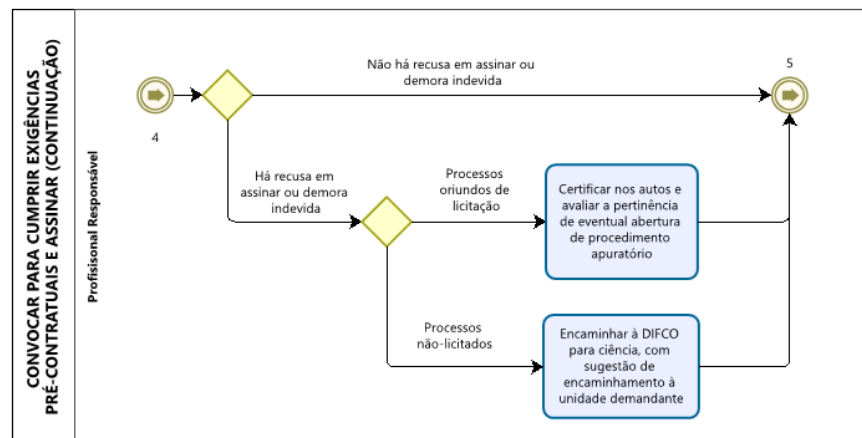 CONVOCAR PARA CUMPRIR EXIGÊNCIAS
PRÉ-CONTRATUAIS E ASSINAR (CONTINUAÇÃO)
Profisisonal Responsável
4
Não há recusa em assinar ou
demora indevida
5
Há recusa em
assinar ou demora
indevida
Processos
oriundos de
licitação
Certificar nos autos e
avaliar a pertinência
de eventual abertura
de procedimento
apuratório
Processos
não-licitados
Encaminhar à DIFCO
para ciência, com
sugestão de
encaminhamento à
unidade demandante